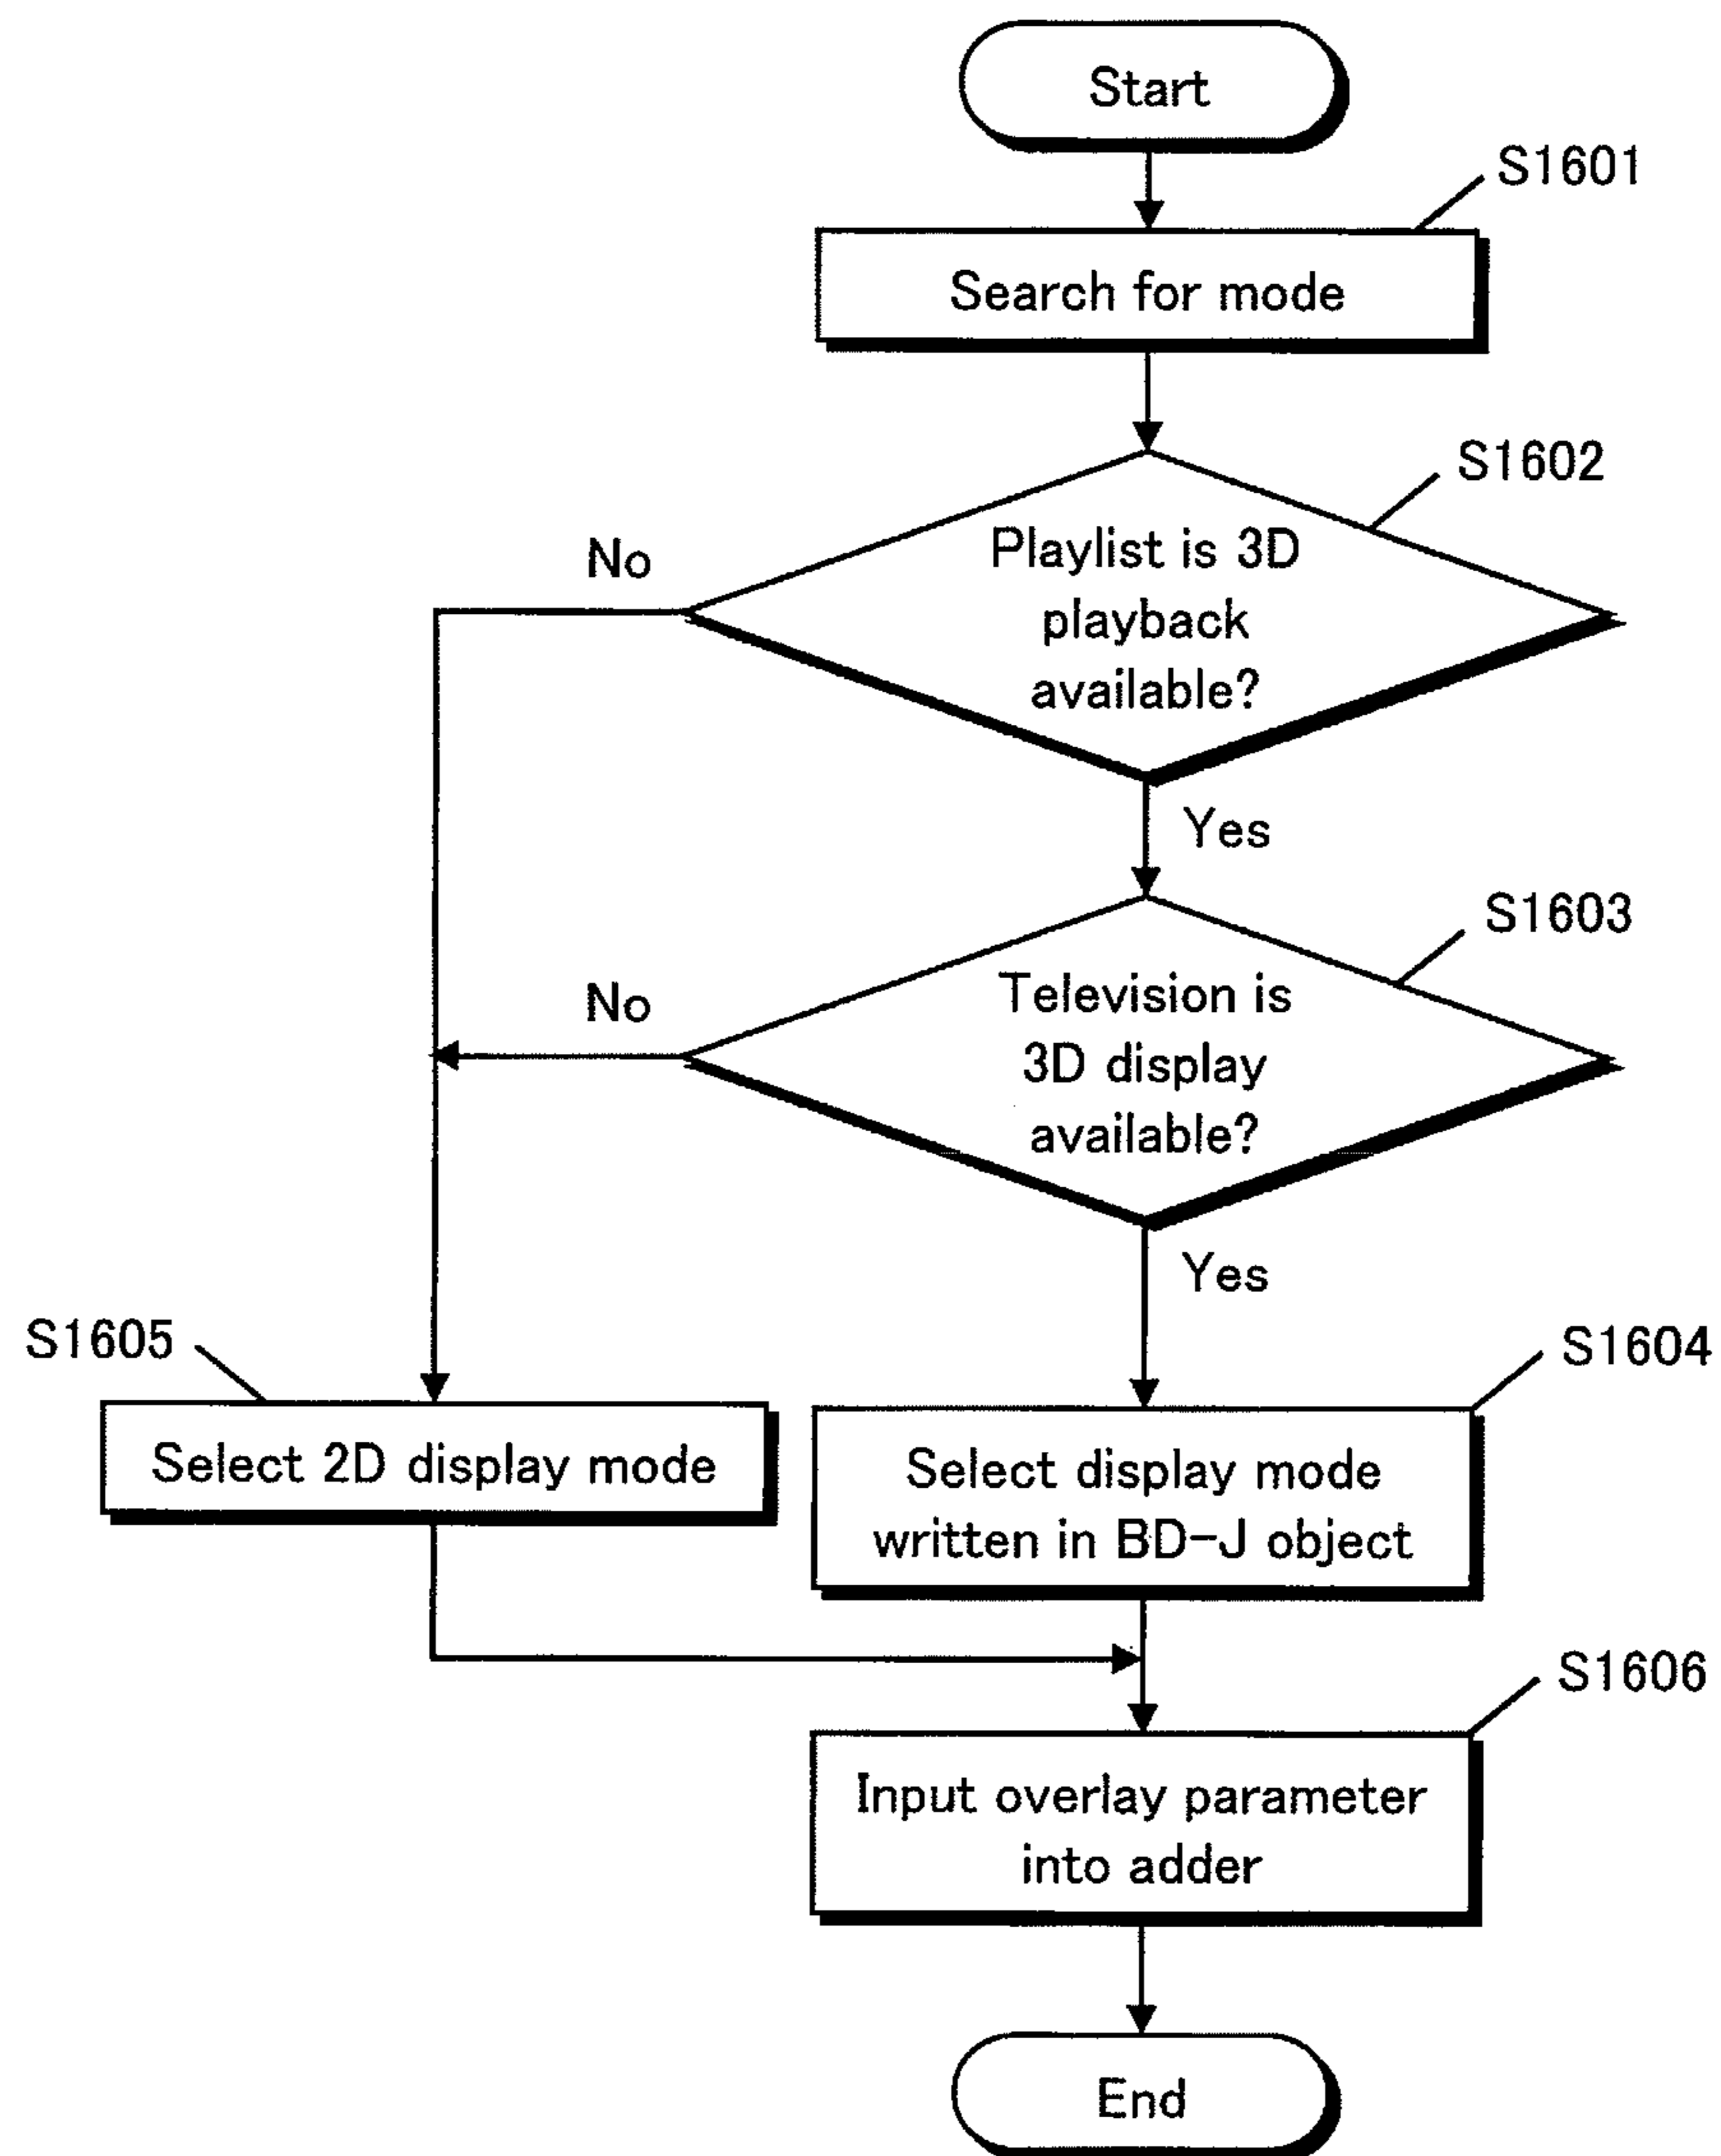 Start
S1601
Search for mode
S1602
No
Playlist is 3D
playback
available?
Yes
S1603
No
Television is
3D display
available?
Yes
S1605
S1604
Select 2D display mode
Select display mode
written in BD-J object
S1606
Input overlay parameter
into adder
End